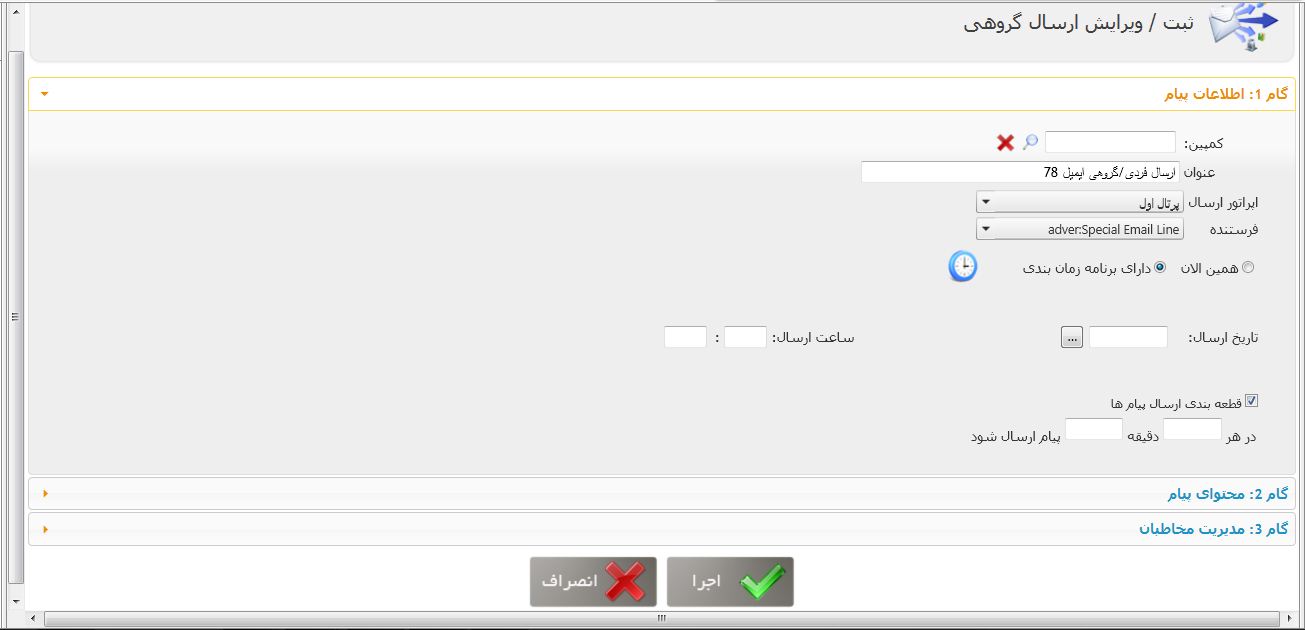 ثبت / ویرایش ارسال گروهی
گام 1: اطلاعات پیام
کمپین:
عنوان ارسال فردی/گروهی ایمیل 78
اپراتور ارسال پرتال اول
فرستنده adver:Special Email Line
همین الان دارای برنامه زمان بندی
تاریخ ارسال: ... ساعت ارسال: :
قطعه بندی ارسال پیام ها
در هر دقیقه پیام ارسال شود
گام 2: محتوای پیام
گام 3: مدیریت مخاطبان
اجرا انصراف